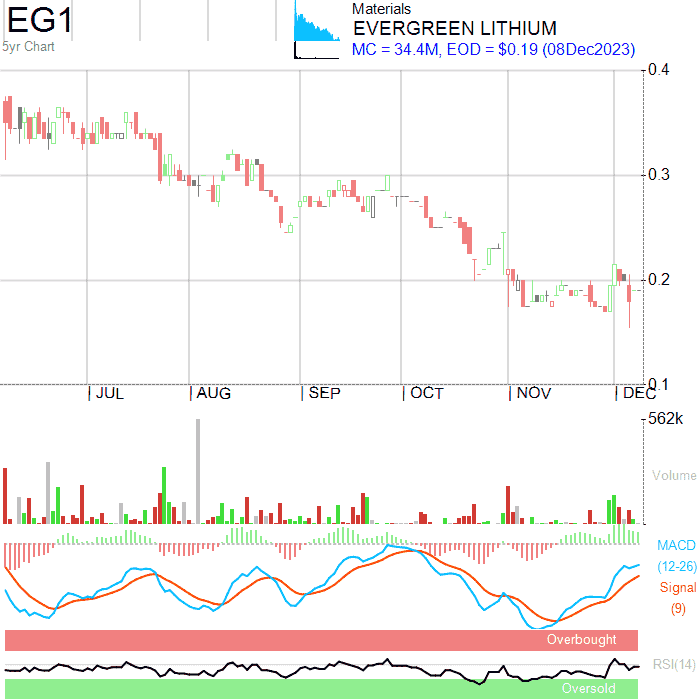 EG1
5yr Chart
Materials
EVERGREEN LITHIUM
MC = 34.4M, EOD = $0.19 (08Dec2023)
0.4
0.3
0.2
0.1
JUL AUG SEP OCT NOV DEC
562k
Volume
MACD
(12-26)
Signal
(9)
Overbought
RSI(14)
Oversold